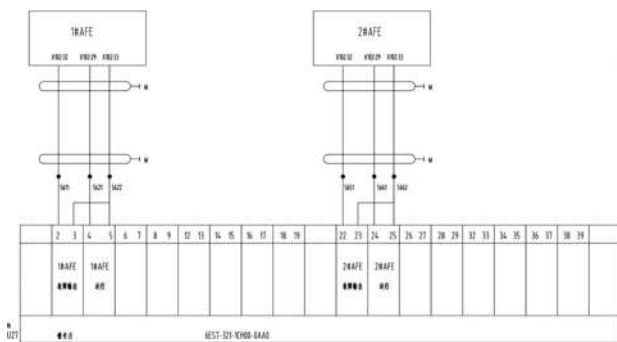 1#AFE
2#AFE
X102:32 X102:29 X102:33
X102:32 X102:29 X102:33
M
M
M
M
5611 5621 5622
5651 5661 5662
2 3 4 5 6 7 8 9 12 13 14 15 16 17 18 19 22 23 24 25 26 27 28 29 32 33 34 35 36 37 38 39
1#AFE 1#AFE 2#AFE 2#AFE
故障输出 运行 故障输出 运行
U27
6ES7-321-1CH00-0AA0